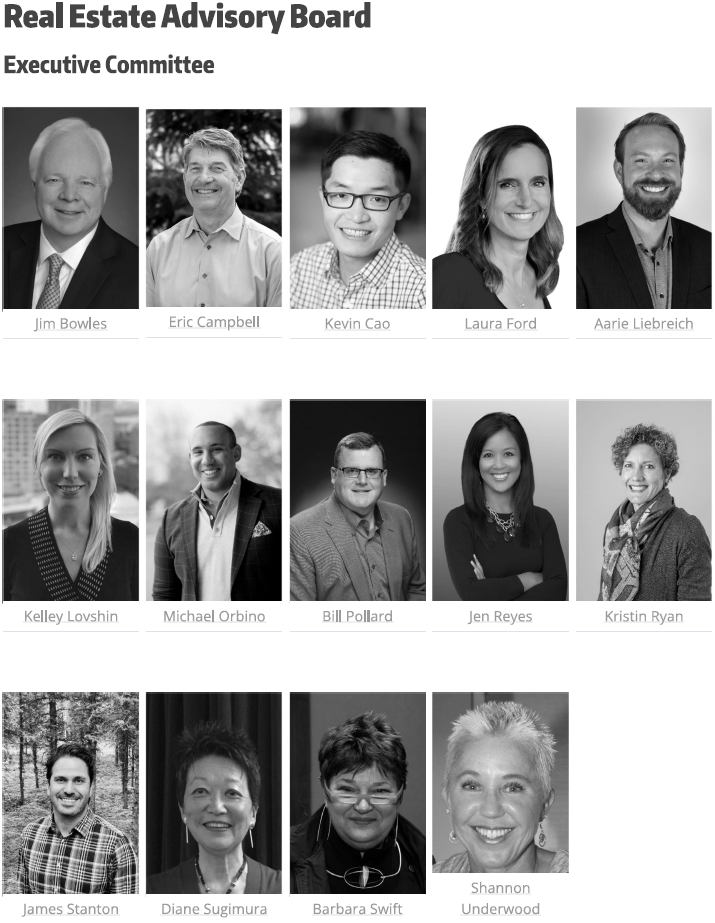 Real Estate Advisory Board
Executive Committee
Jim Bowles
Eric Campbell
Kevin Cao
Laura Ford
Aarie Liebreich
Kelley Lovshin
Michael Orbino
Bill Pollard
Jen Reyes
Kristin Ryan
James Stanton
Diane Sugimura
Barbara Swift
Shannon
Underwood